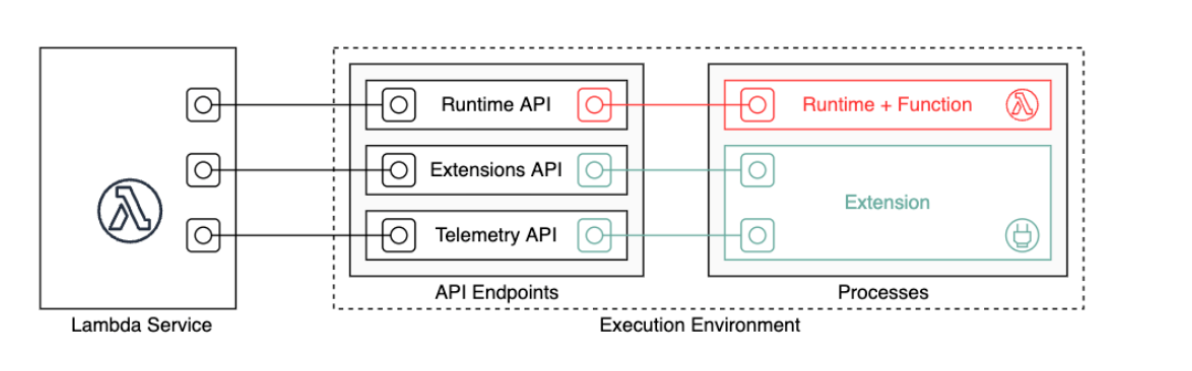 Runtime API
Runtime + Function
Extensions API
Extension
Telemetry API
API Endpoints
Processes
Lambda Service
Execution Environment